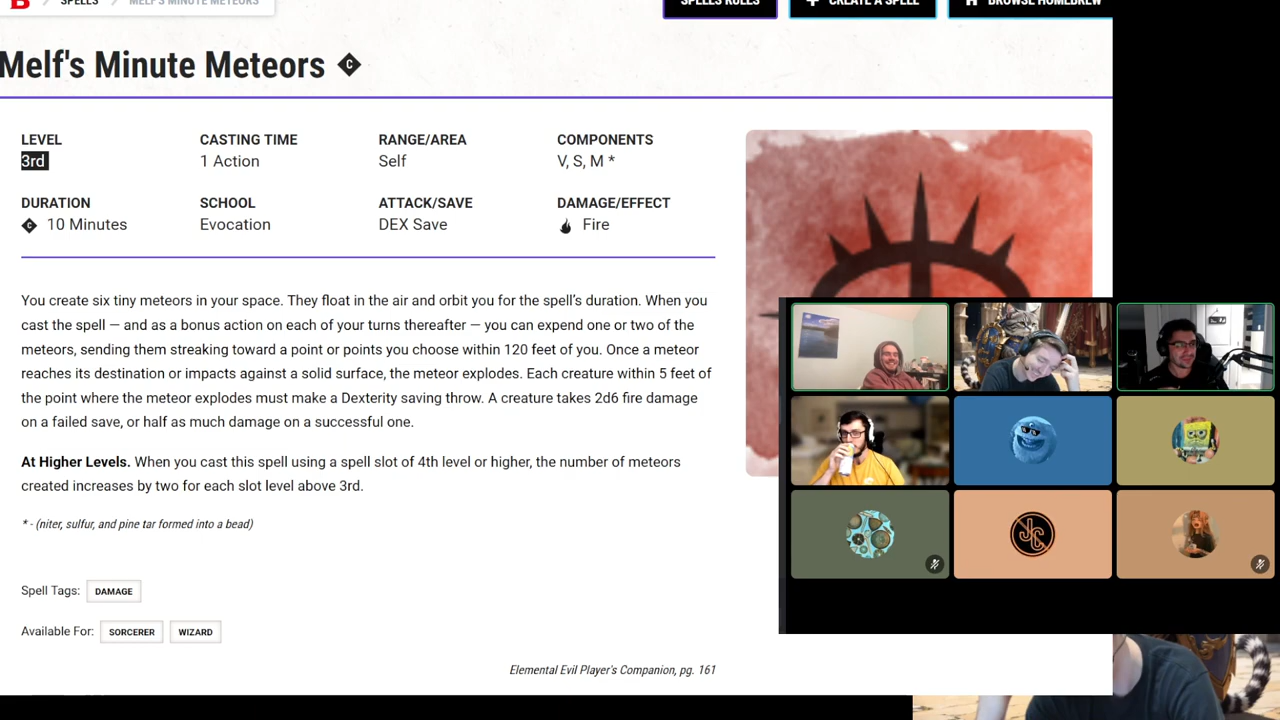 B SPELLS MELF'S MINUTE METEORS
SPELLS RULES
CREATE A SPELL
BROWSE HOMEBREW
Melf's Minute Meteors C
LEVEL CASTING TIME RANGE/AREA COMPONENTS
3rd 1 Action Self V, S, M *
DURATION SCHOOL ATTACK/SAVE DAMAGE/EFFECT
C 10 Minutes Evocation DEX Save Fire
You create six tiny meteors in your space. They float in the air and orbit you for the spell's duration. When you
cast the spell — and as a bonus action on each of your turns thereafter — you can expend one or two of the
meteors, sending them streaking toward a point or points you choose within 120 feet of you. Once a meteor
reaches its destination or impacts against a solid surface, the meteor explodes. Each creature within 5 feet of
the point where the meteor explodes must make a Dexterity saving throw. A creature takes 2d6 fire damage
on a failed save, or half as much damage on a successful one.
At Higher Levels. When you cast this spell using a spell slot of 4th level or higher, the number of meteors
created increases by two for each slot level above 3rd.
* - (niter, sulfur, and pine tar formed into a bead)
Spell Tags: DAMAGE
Available For: SORCERER WIZARD
Elemental Evil Player's Companion, pg. 161
JC